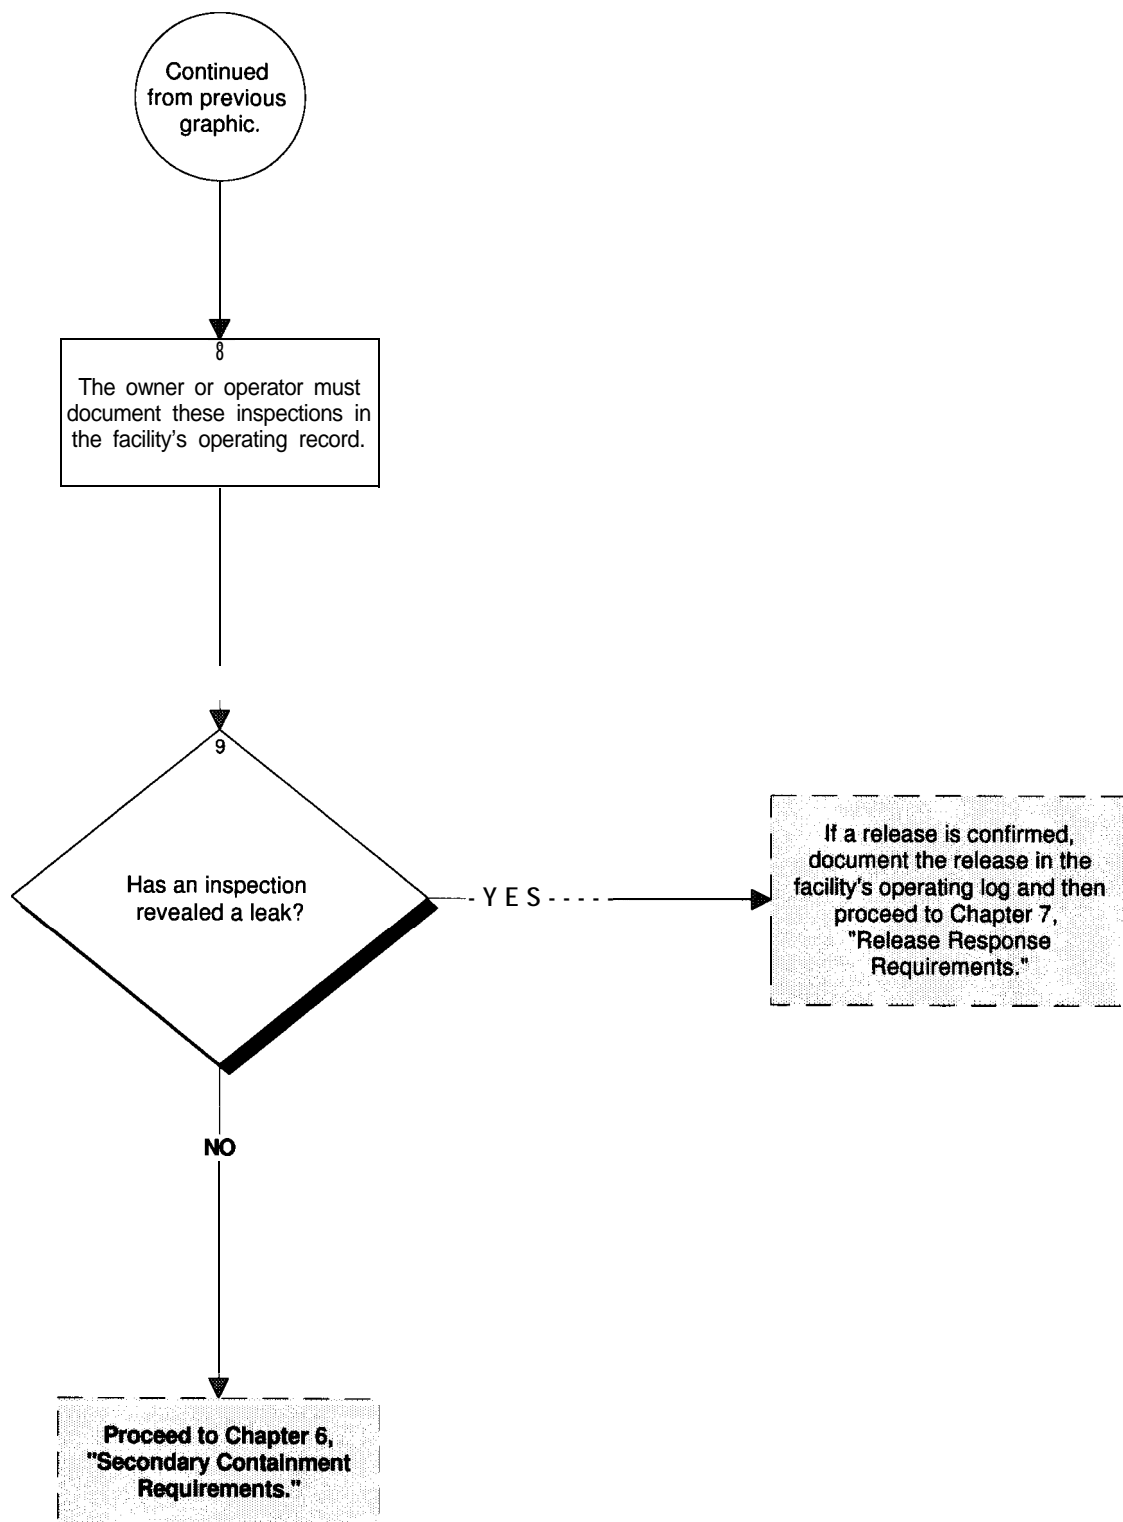 Continued
from previous
graphic.
8
The owner or operator must
document these inspections in
the facility's operating record.
9
Has an inspection
revealed a leak?
YES
If a release is confirmed,
document the release in the
facility's operating log and then
proceed to Chapter 7,
"Release Response
Requirements."
NO
Proceed to Chapter 6,
"Secondary Containment
Requirements."